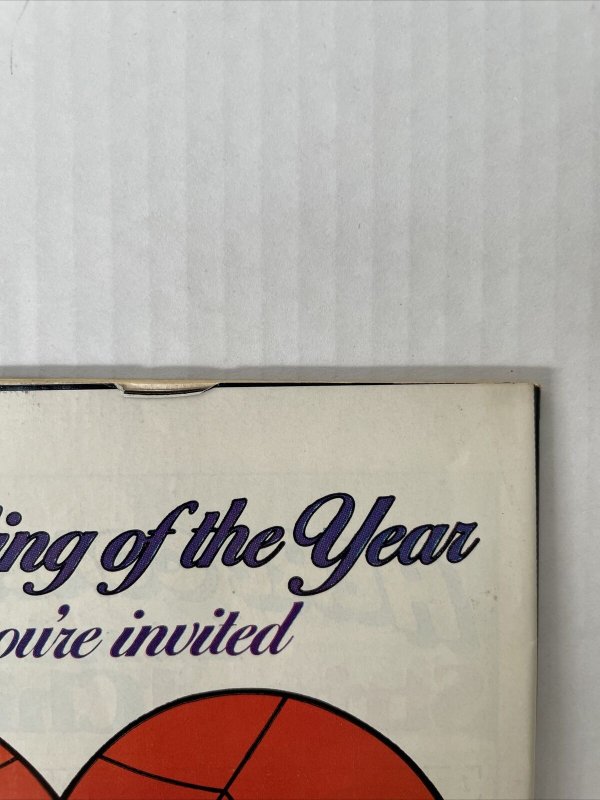 ing of the Year
ou're invited